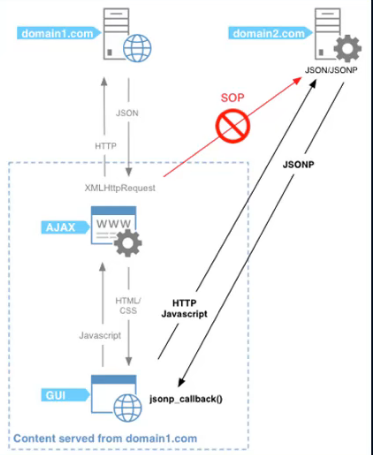 domain1.com
domain2.com
JSON/JSONP
SOP
JSON
HTTP
JSONP
XMLHttpRequest
WWW
AJAX
HTML/
CSS
HTTP
Javascript
Javascript
GUI
jsonp_callback()
Content served from domain1.com